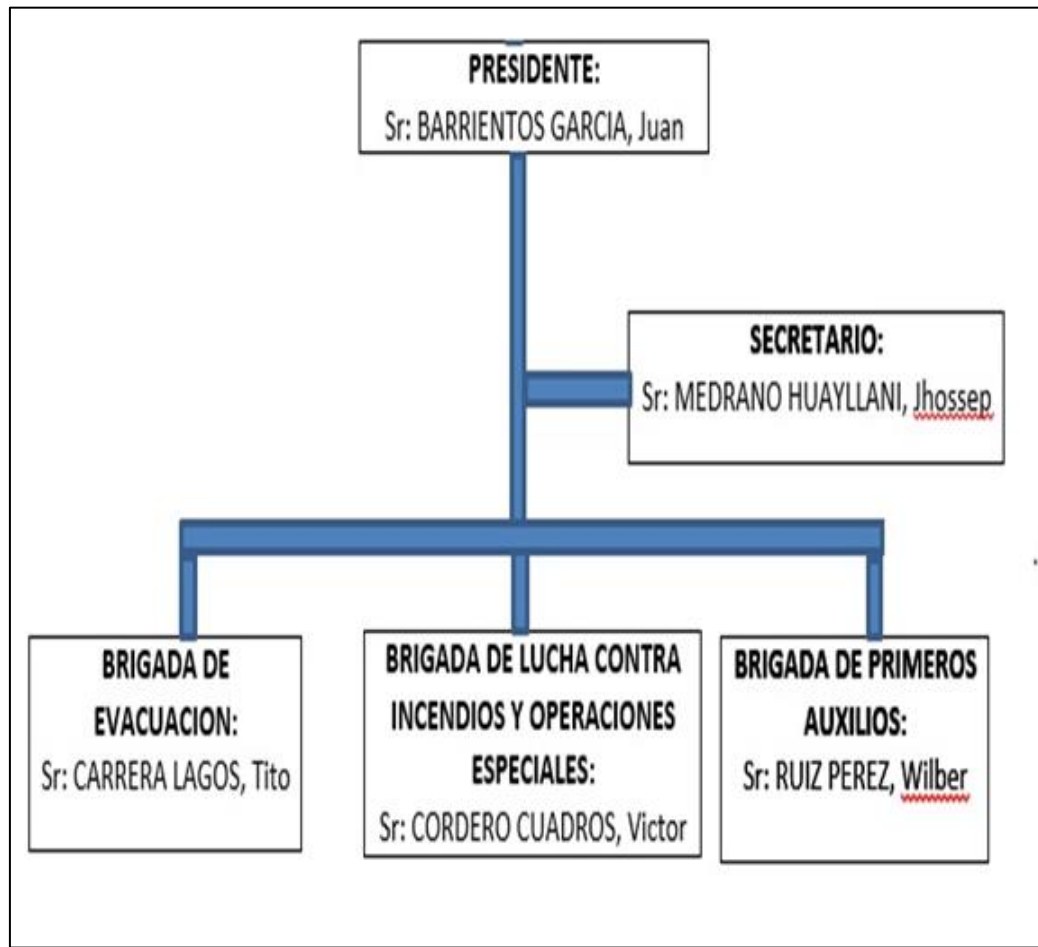 PRESIDENTE:
Sr: BARRIENTOS GARCIA, Juan
SECRETARIO:
Sr: MEDRANO HUAYLLANI, Jhossep
BRIGADA DE
EVACUACION:
Sr: CARRERA LAGOS, Tito
BRIGADA DE LUCHA CONTRA
INCENDIOS Y OPERACIONES
ESPECIALES:
Sr: CORDERO CUADROS, Victor
BRIGADA DE PRIMEROS
AUXILIOS:
Sr: RUIZ PEREZ, Wilber